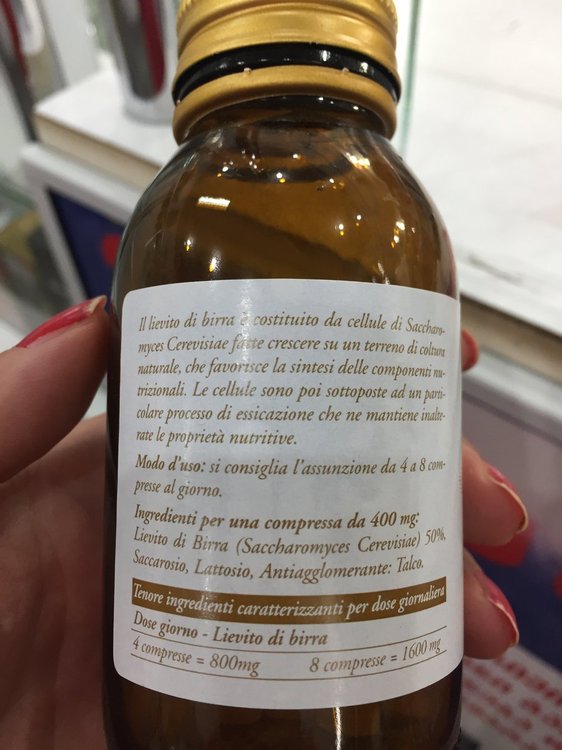 Il lievito di birra è costituito da cellule di Saccharo-
myces Cerevisiae fatte crescere su un terreno di coltura
naturale, che favorisce la sintesi delle componenti nu-
trizionali. Le cellule sono poi sottoposte ad un parti-
colare processo di essicazione che ne mantiene inalte-
rate le proprietà nutritive.
Modo d'uso: si consiglia l'assunzione da 4 a 8 com-
presse al giorno.
Ingredienti per una compressa da 400 mg:
Lievito di Birra (Saccharomyces Cerevisiae) 50%,
Saccarosio, Lattosio, Antiagglomerante: Talco.
Tenore ingredienti caratterizzanti per dose giornaliera
Dose giorno - Lievito di birra
4 compresse = 800mg 8 compresse = 1600 mg